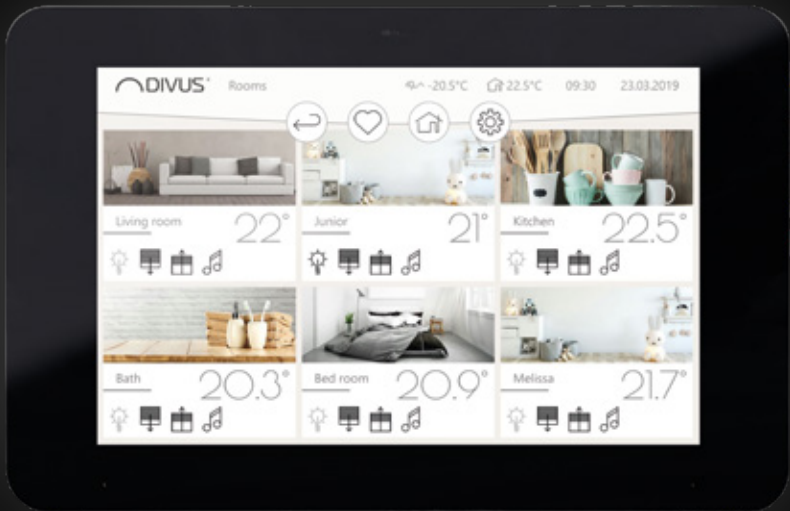 DIVUS Rooms -20.5°C 22.5°C 09:30 23.03.2019
Living room 22° Junior 21° Kitchen 22.5°
Bath 20.3° Bed room 20.9° Melissa 21.7°